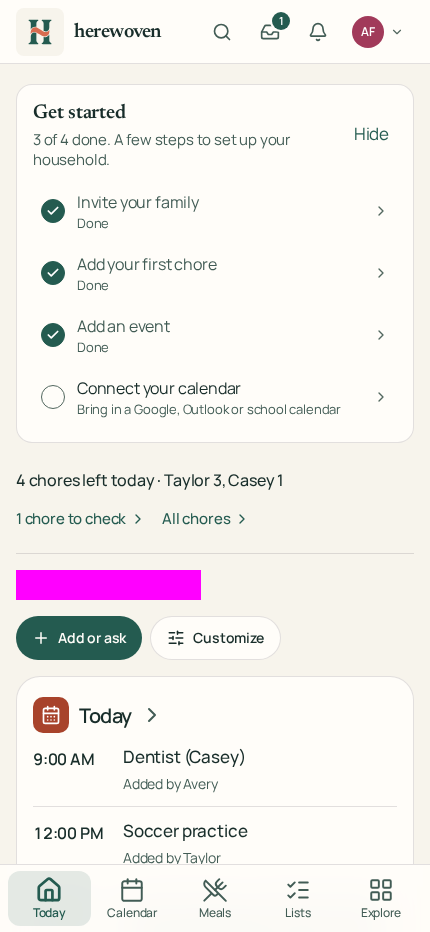 herewoven
1
AF
Get started
3 of 4 done. A few steps to set up your
household.
Hide
Invite your family
Done
Add your first chore
Done
Add an event
Done
Connect your calendar
Bring in a Google, Outlook or school calendar
4 chores left today · Taylor 3, Casey 1
1 chore to check
All chores
Add or ask
Customize
Today
9:00 AM
Dentist (Casey)
Added by Avery
12:00 PM
Soccer practice
Added by Taylor
Today
Calendar
Meals
Lists
Explore